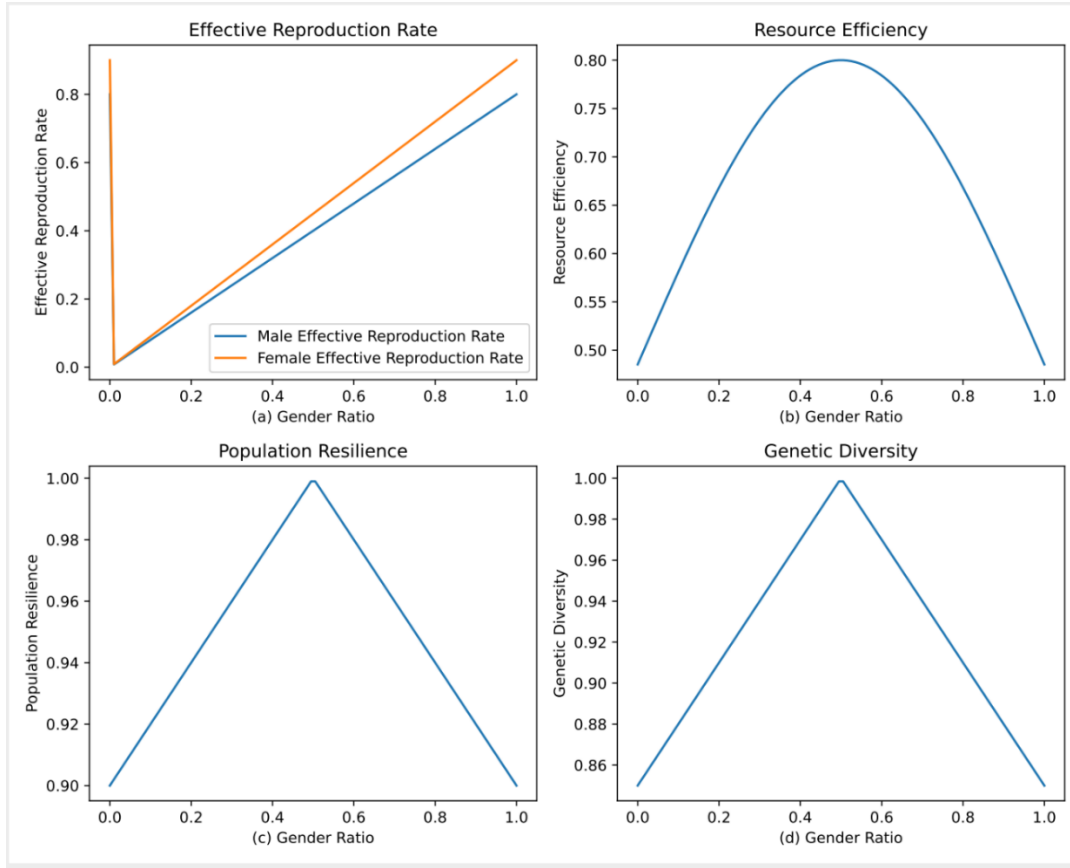 Effective Reproduction Rate
Effective Reproduction Rate
0.8
0.6
0.4
0.2
0.0
Male Effective Reproduction Rate
Female Effective Reproduction Rate
0.0 0.2 0.4 0.6 0.8 1.0
(a) Gender Ratio
Resource Efficiency
Resource Efficiency
0.80
0.75
0.70
0.65
0.60
0.55
0.50
0.0 0.2 0.4 0.6 0.8 1.0
(b) Gender Ratio
Population Resilience
Population Resilience
1.00
0.98
0.96
0.94
0.92
0.90
0.0 0.2 0.4 0.6 0.8 1.0
(c) Gender Ratio
Genetic Diversity
Genetic Diversity
1.00
0.98
0.96
0.94
0.92
0.90
0.88
0.86
0.0 0.2 0.4 0.6 0.8 1.0
(d) Gender Ratio